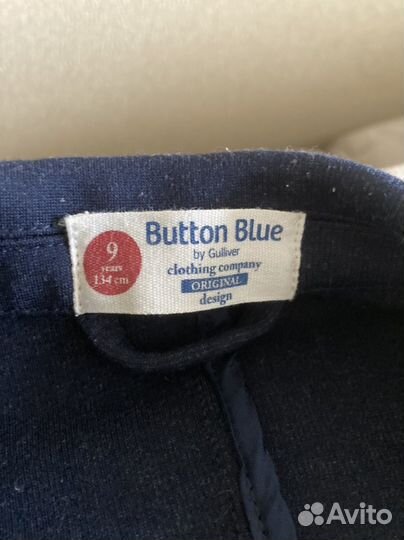 9
years
134 cm
Button Blue
by Gulliver
clothing company
ORIGINAL
design
Avito